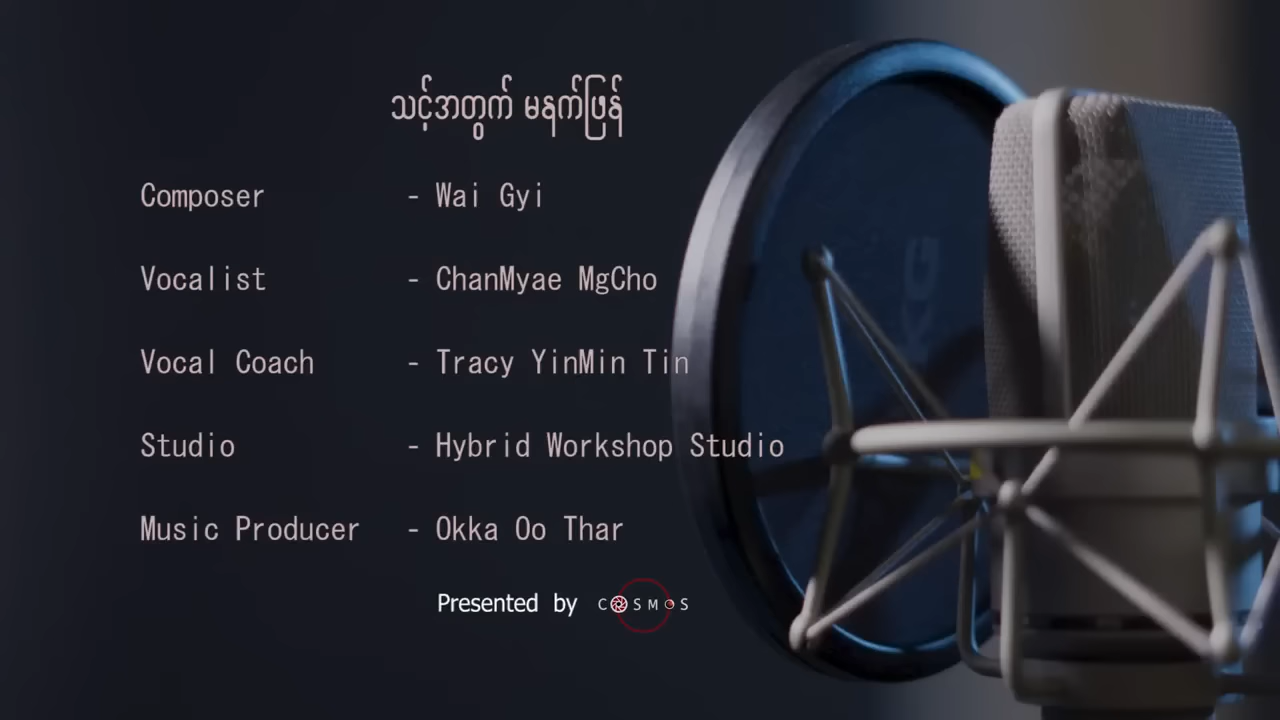 သင့်အတွက် မနက်ဖြန်
Composer - Wai Gyi
Vocalist - ChanMyae MgCho
Vocal Coach - Tracy YinMin Tin
Studio - Hybrid Workshop Studio
Music Producer - Okka Oo Thar
Presented by COSMOS